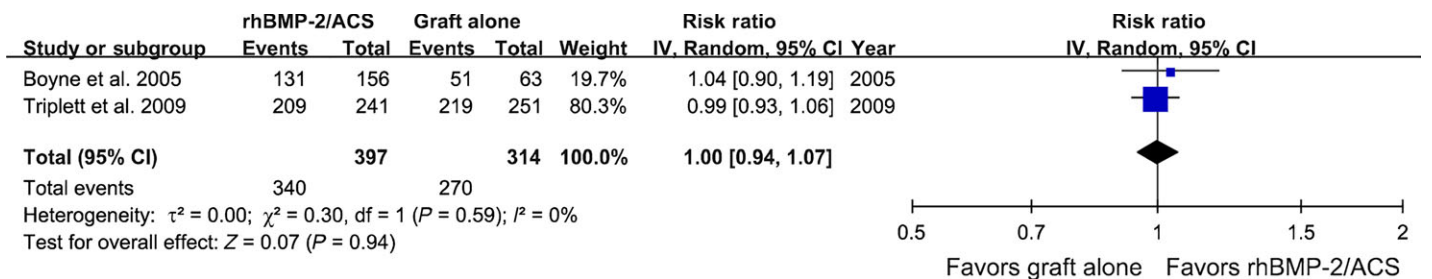 rhBMP-2/ACS Graft alone Risk ratio Risk ratio
Study or subgroup Events Total Events Total Weight IV, Random, 95% CI Year IV, Random, 95% CI
Boyne et al. 2005 131 156 51 63 19.7% 1.04 [0.90, 1.19] 2005
Triplett et al. 2009 209 241 219 251 80.3% 0.99 [0.93, 1.06] 2009
Total (95% CI) 397 314 100.0% 1.00 [0.94, 1.07]
Total events 340 270
Heterogeneity: τ² = 0.00; χ² = 0.30, df = 1 (P = 0.59); I² = 0%
Test for overall effect: Z = 0.07 (P = 0.94)
0.5 0.7 1 1.5 2
Favors graft alone Favors rhBMP-2/ACS